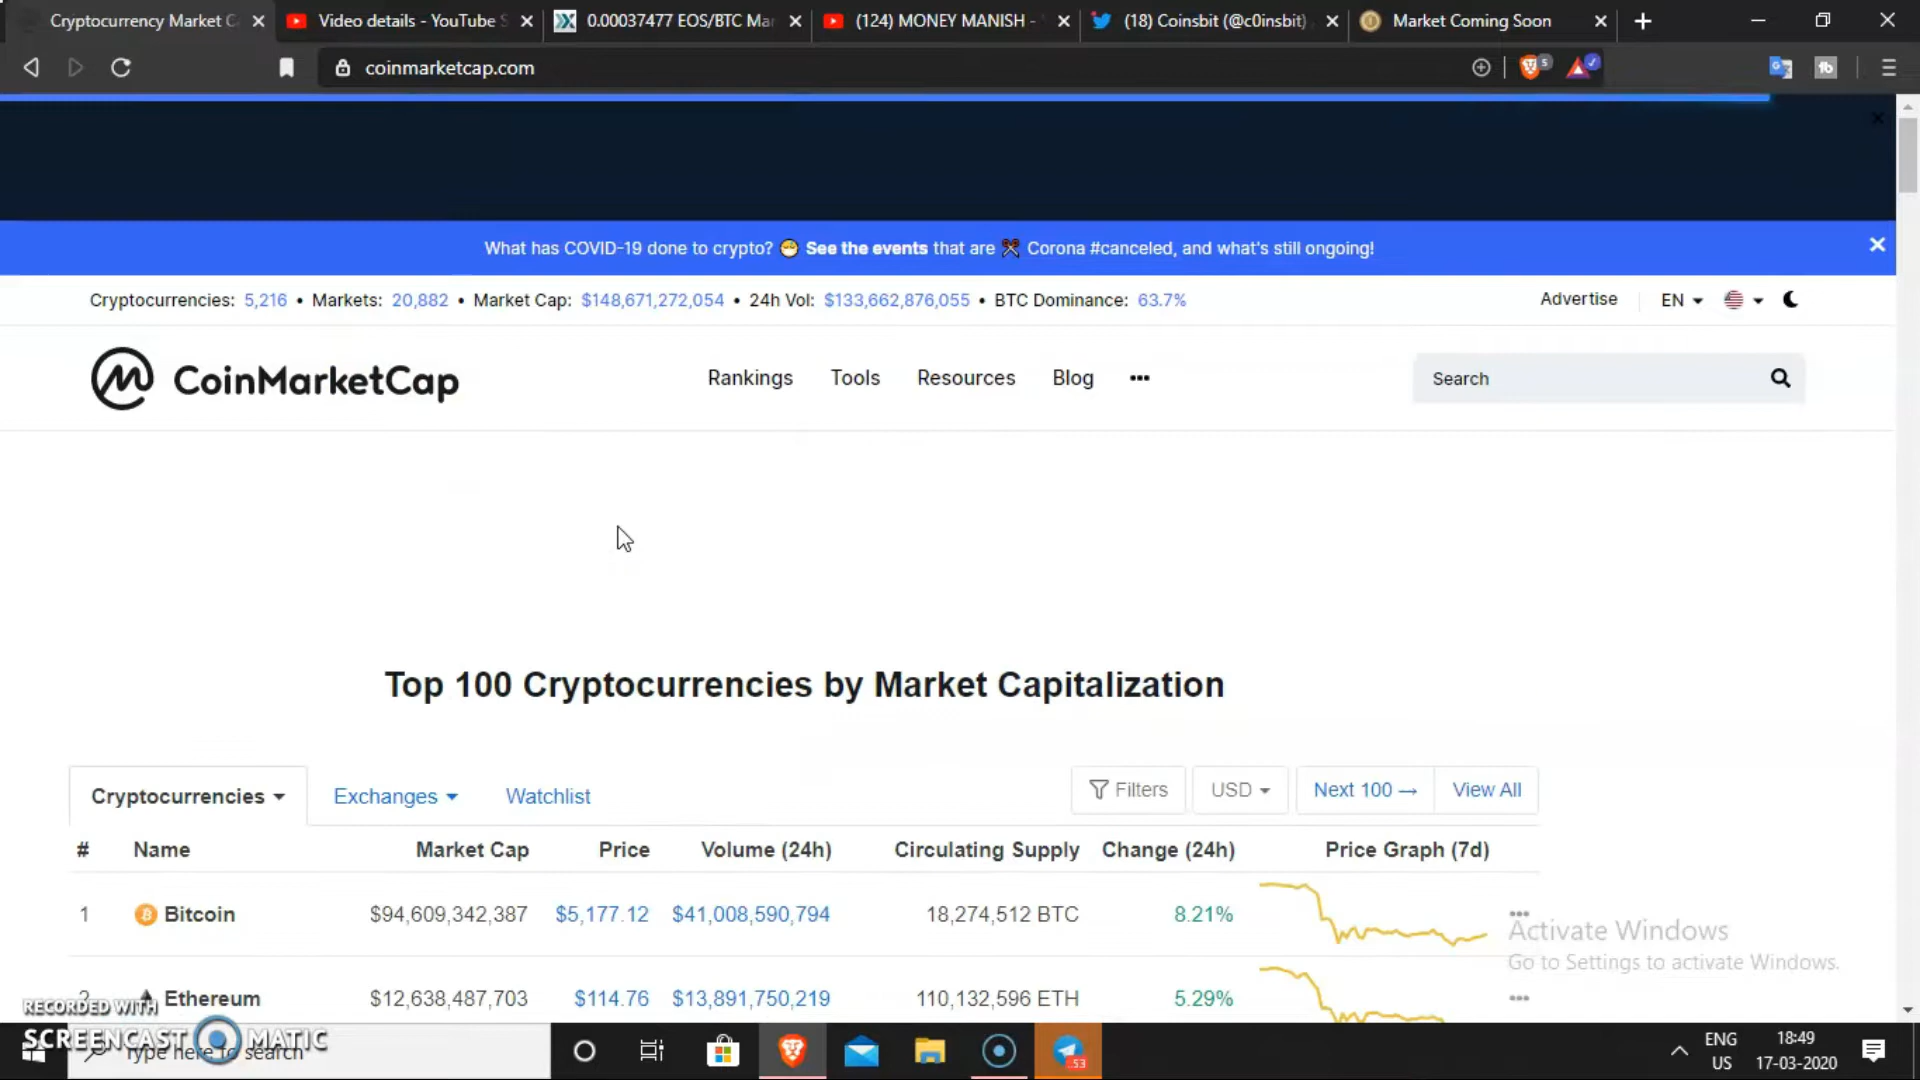 Cryptocurrency Market C
Video details - YouTube S
0.00037477 EOS/BTC Mar
(124) MONEY MANISH -
(18) Coinsbit (@c0insbit)
Market Coming Soon
coinmarketcap.com
5
What has COVID-19 done to crypto? 😷 See the events that are Corona #canceled, and what's still ongoing!
Cryptocurrencies: 5,216 • Markets: 20,882 • Market Cap: $148,671,272,054 • 24h Vol: $133,662,876,055 • BTC Dominance: 63.7%
Advertise
EN
CoinMarketCap
Rankings Tools Resources Blog •••
Search
Top 100 Cryptocurrencies by Market Capitalization
Cryptocurrencies Exchanges Watchlist
Filters USD Next 100 → View All
# Name Market Cap Price Volume (24h) Circulating Supply Change (24h) Price Graph (7d)
1 Bitcoin $94,609,342,387 $5,177.12 $41,008,590,794 18,274,512 BTC 8.21%
Activate Windows
Go to Settings to activate Windows.
2 Ethereum $12,638,487,703 $114.76 $13,891,750,219 110,132,596 ETH 5.29%
RECORDED WITH
SCREENCAST MATIC
Type here to search
53
ENG
US
18:49
17-03-2020